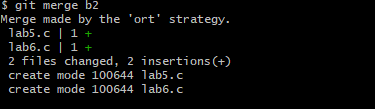 $ git merge b2
Merge made by the 'ort' strategy.
 lab5.c | 1 +
 lab6.c | 1 +
 2 files changed, 2 insertions(+)
 create mode 100644 lab5.c
 create mode 100644 lab6.c